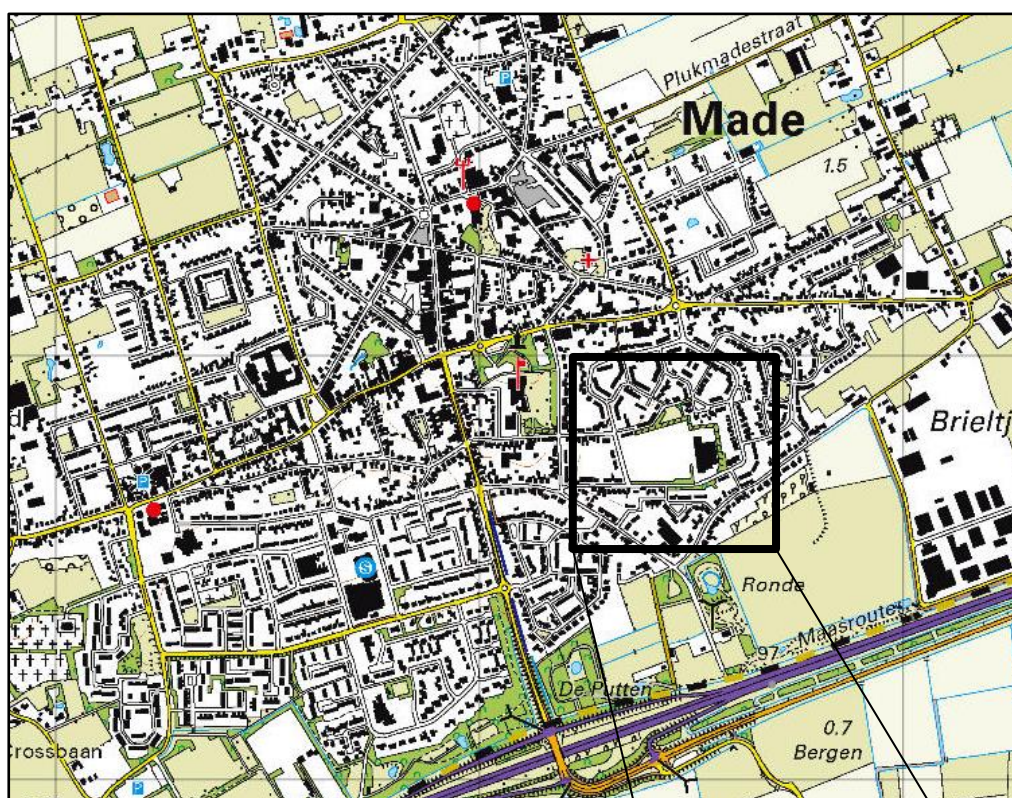 Plukmadestraat
Made
P
1.5
Brieltj
P
S
Ronde
Maasroute
97
De Putten
0.7
Bergen
Crossbaan
P